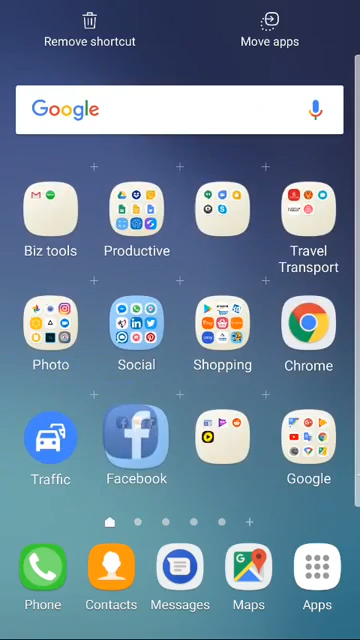 Remove shortcut
Move apps
Google
Biz tools
Productive
Travel
Transport
Photo
Social
Shopping
Chrome
Traffic
Facebook
Google
Phone
Contacts
Messages
Maps
Apps